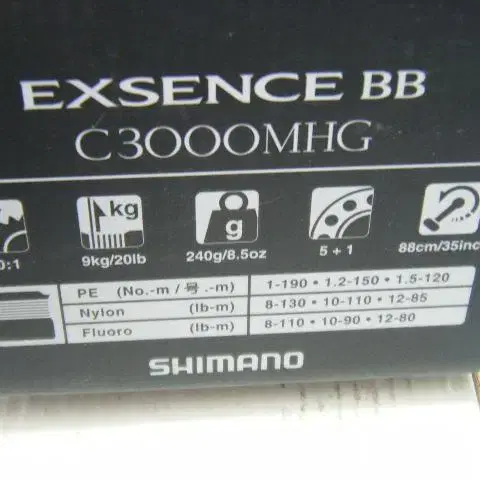 EXSENCE BB
C3000MHG
kg
g
0:1
9kg/20lb
240g/8.5oz
5 + 1
88cm/35inc
PE (No.-m / 号.-m) 1-190 • 1.2-150 • 1.5-120
Nylon (lb-m) 8-130 • 10-110 • 12-85
Fluoro (lb-m) 8-110 • 10-90 • 12-80
SHIMANO